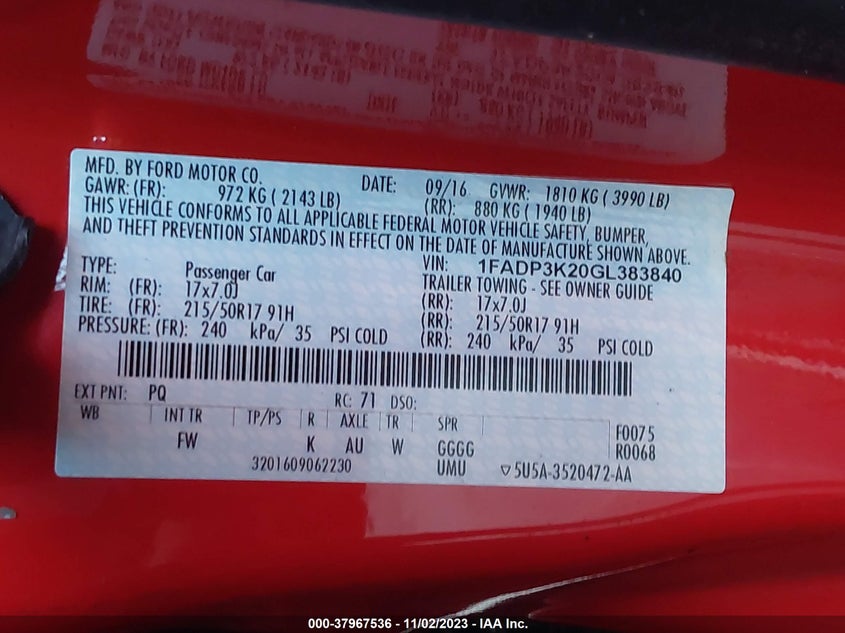 MFD. BY FORD MOTOR CO. DATE: 09/16 GVWR: 1810 KG ( 3990 LB)
GAWR: (FR): 972 KG ( 2143 LB) (RR): 880 KG ( 1940 LB)
THIS VEHICLE CONFORMS TO ALL APPLICABLE FEDERAL MOTOR VEHICLE SAFETY, BUMPER,
AND THEFT PREVENTION STANDARDS IN EFFECT ON THE DATE OF MANUFACTURE SHOWN ABOVE.
VIN: 1FADP3K20GL383840
TYPE: Passenger Car TRAILER TOWING - SEE OWNER GUIDE
RIM: (FR): 17x7.0J (RR): 17x7.0J
TIRE: (FR): 215/50R17 91H (RR): 215/50R17 91H
PRESSURE: (FR): 240 kPa/ 35 PSI COLD (RR): 240 kPa/ 35 PSI COLD
EXT PNT: PQ RC: 71 DSO:
WB INT TR TP/PS R AXLE TR SPR F0075
FW K AU W GGGG R0068
3201609062230 UMU ▽5U5A-3520472-AA
000-37967536 - 11/02/2023 - IAA Inc.